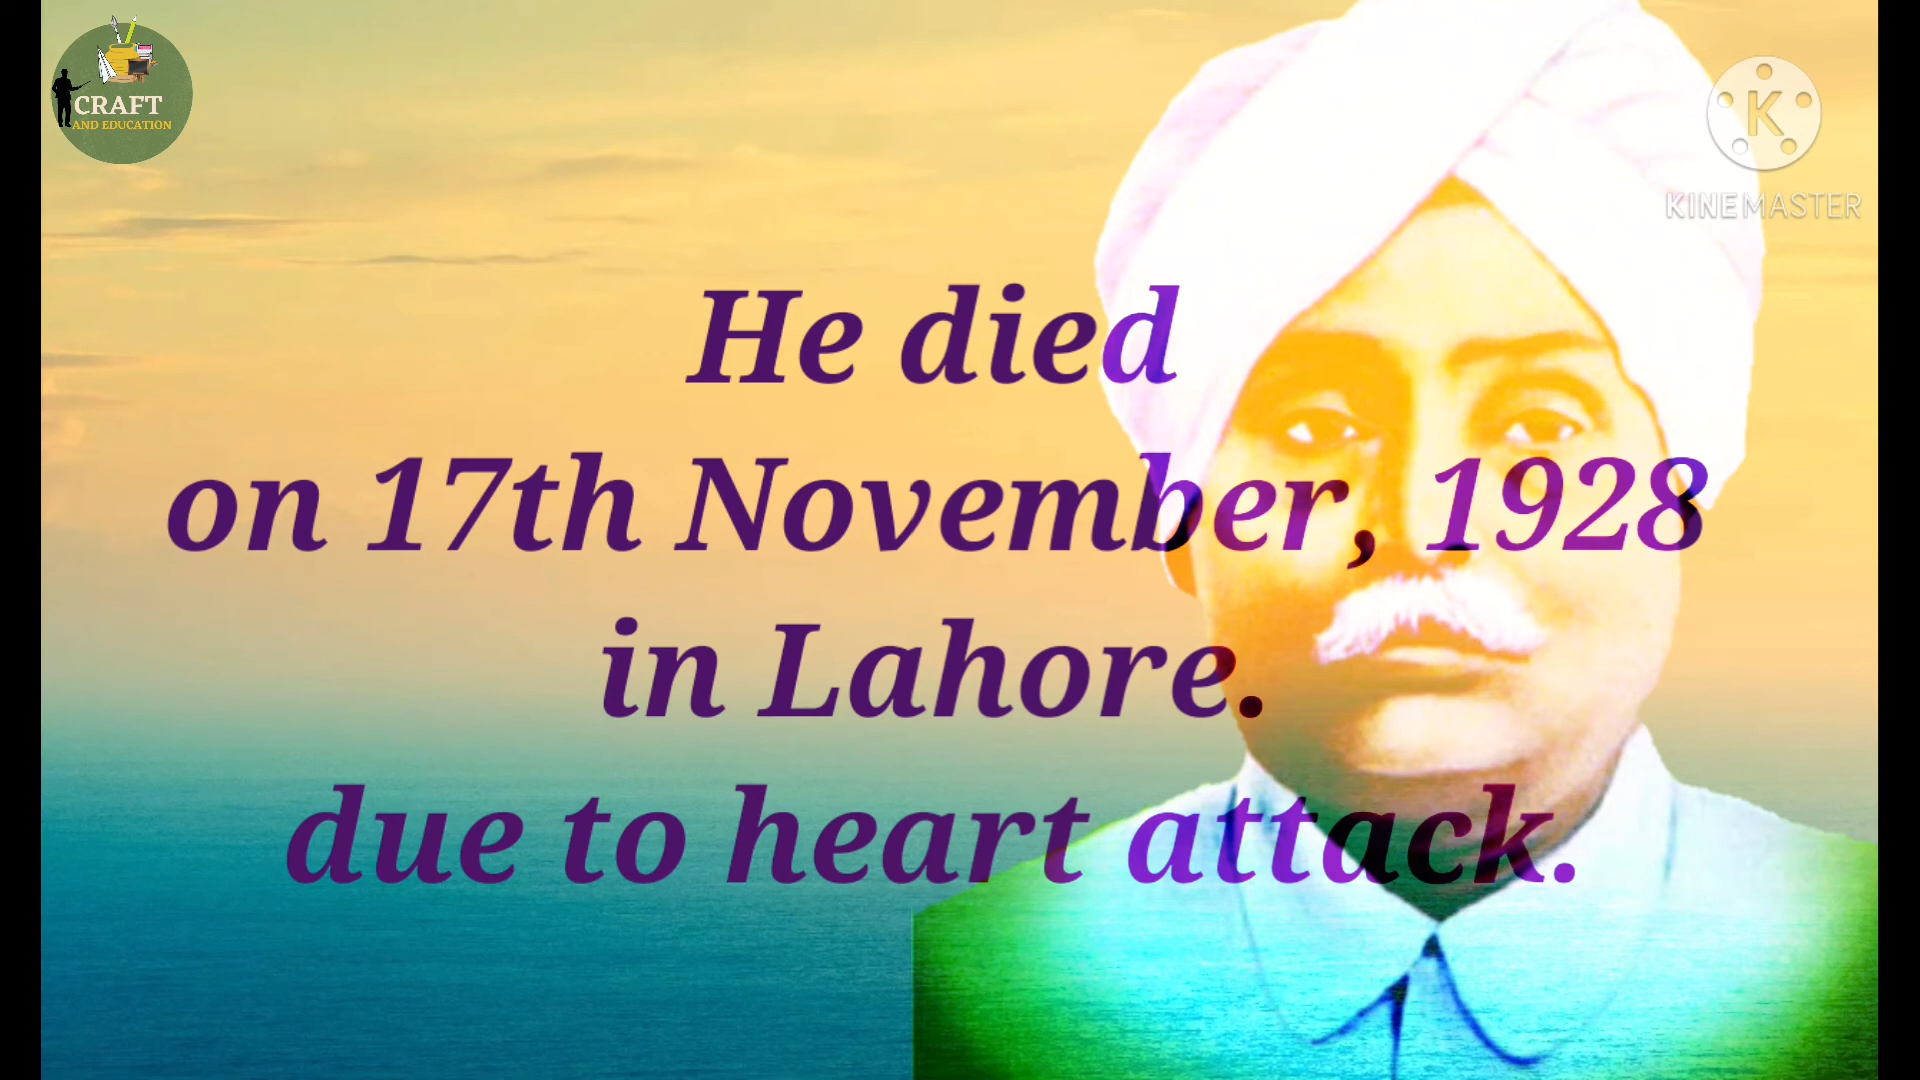 CRAFT
AND EDUCATION
K
KINEMASTER
He died
on 17th November, 1928
in Lahore.
due to heart attack.